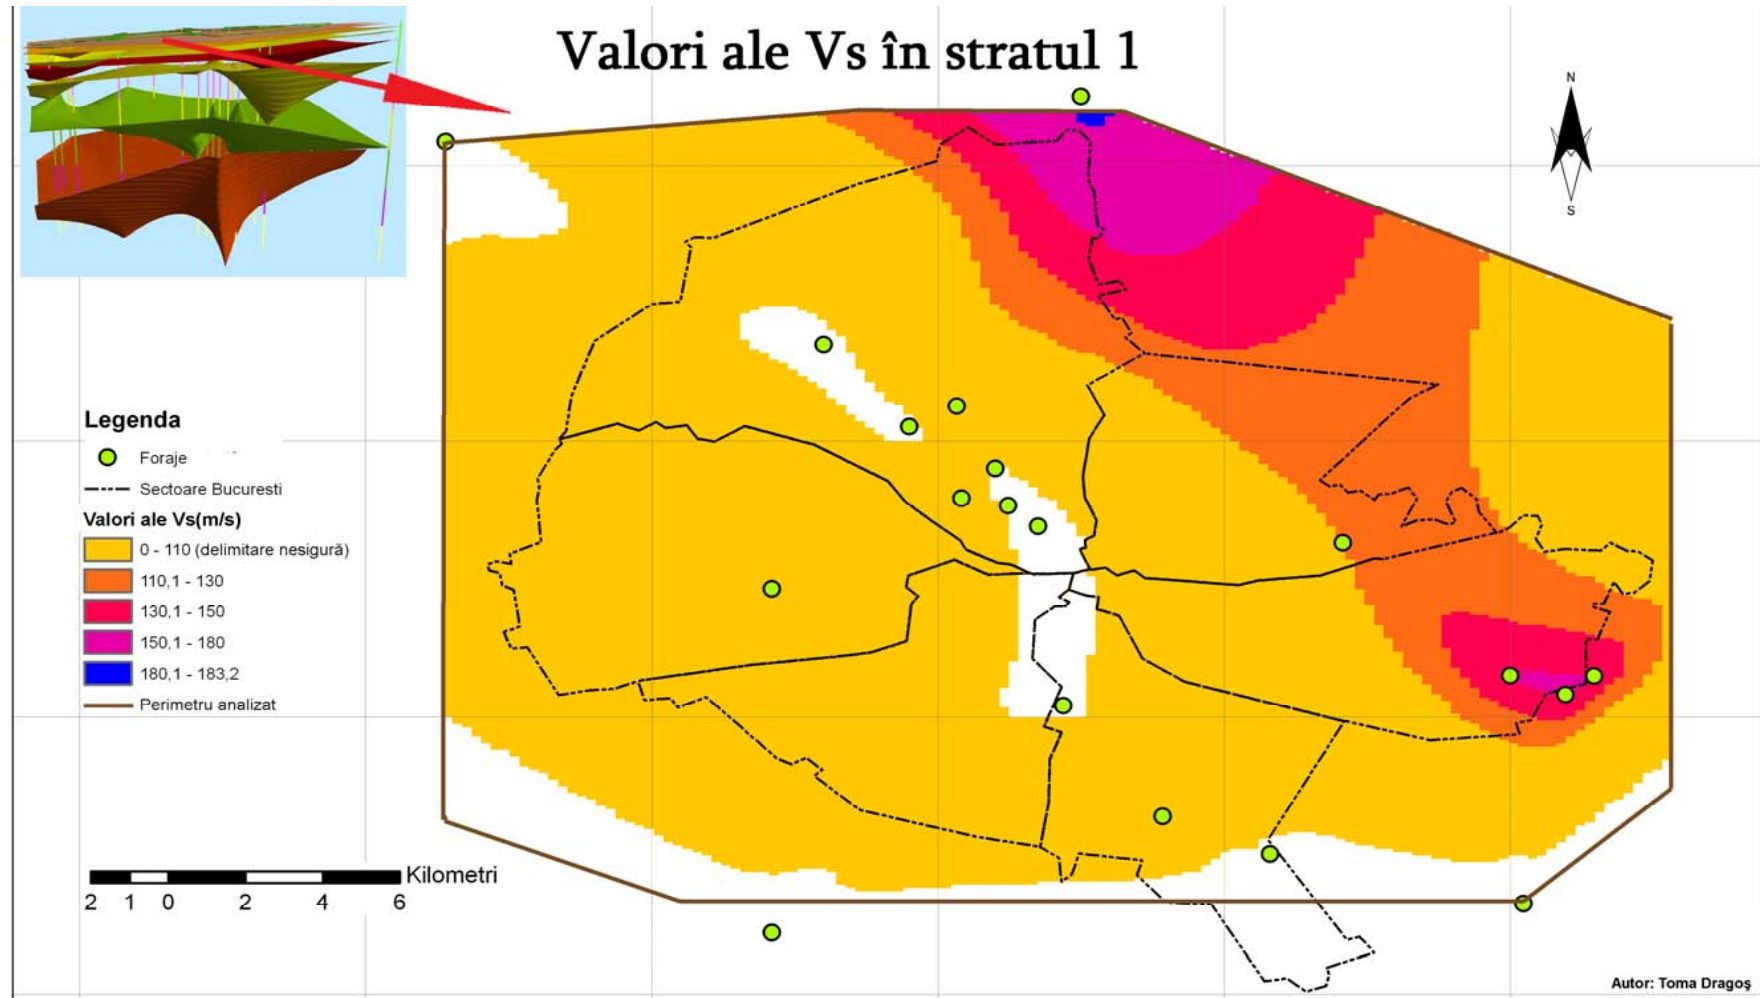 Valori ale Vs în stratul 1
N
S
Legenda
Foraje
Sectoare Bucuresti
Valori ale Vs(m/s)
0 - 110 (delimitare nesigură)
110,1 - 130
130,1 - 150
150,1 - 180
180,1 - 183,2
Perimetru analizat
Kilometri
2 1 0 2 4 6
Autor: Toma Dragoş